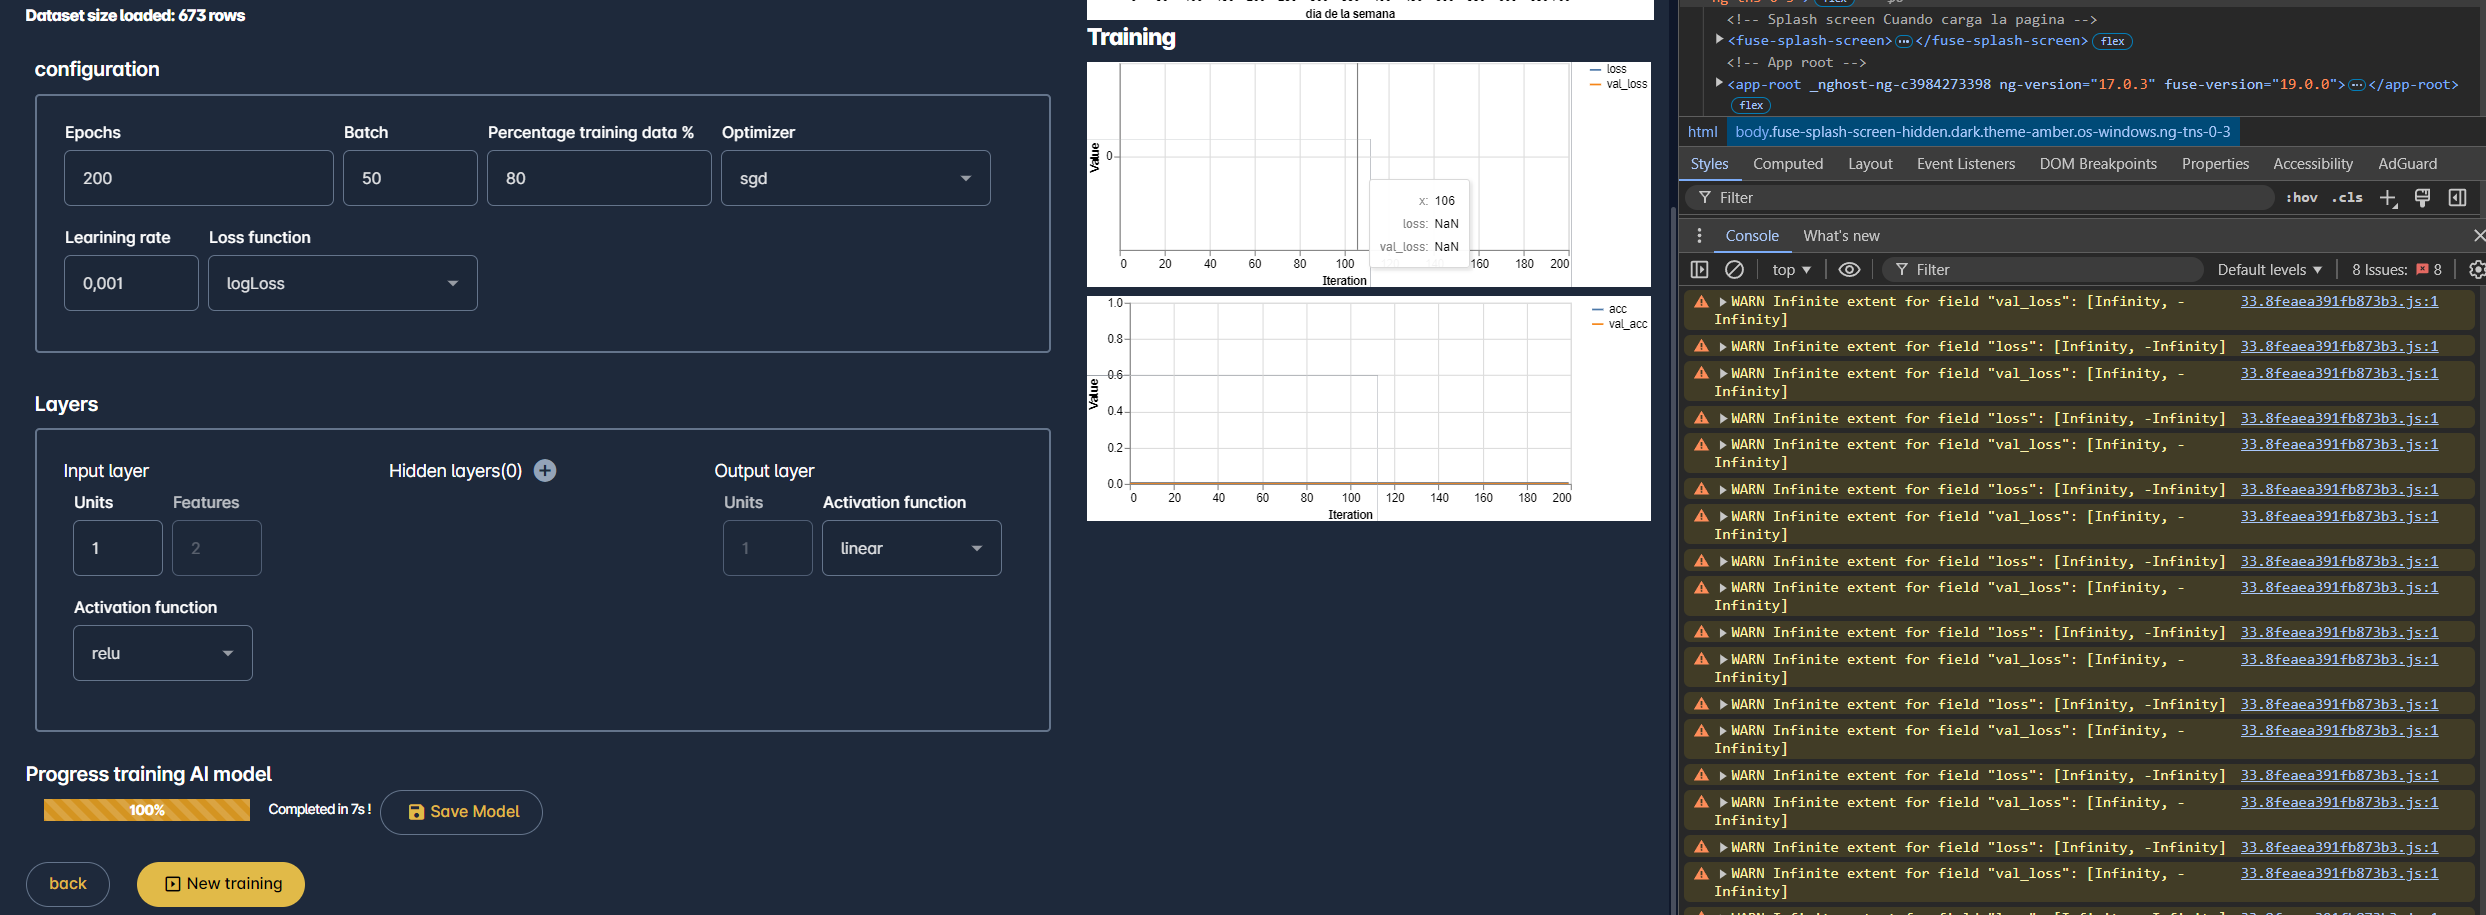 Dataset size loaded: 673 rows
configuration
Epochs
Batch
Percentage training data %
Optimizer
200
50
80
sgd
Learining rate
Loss function
0,001
logLoss
Layers
Input layer
Hidden layers(0)
Output layer
Units
Features
Units
Activation function
1
2
1
linear
Activation function
relu
Progress training AI model
100%
Completed in 7s !
Save Model
back
New training
dia de la semana
Training
loss
val_loss
Value
0
x: 106
loss: NaN
val_loss: NaN
0 20 40 60 80 100 120 140 160 180 200
Iteration
acc
val_acc
Value
1.0
0.8
0.6
0.4
0.2
0.0
0 20 40 60 80 100 120 140 160 180 200
Iteration
<!-- Splash screen Cuando carga la pagina -->
<fuse-splash-screen>…</fuse-splash-screen> flex
<!-- App root -->
<app-root _nghost-ng-c3984273398 ng-version="17.0.3" fuse-version="19.0.0">…</app-root>
flex
html body.fuse-splash-screen-hidden.dark.theme-amber.os-windows.ng-tns-0-3
Styles Computed Layout Event Listeners DOM Breakpoints Properties Accessibility AdGuard
Filter :hov .cls
Console What's new
top Filter Default levels 8 Issues: 8
WARN Infinite extent for field "val_loss": [Infinity, - 33.8feaea391fb873b3.js:1
Infinity]
WARN Infinite extent for field "loss": [Infinity, -Infinity] 33.8feaea391fb873b3.js:1
WARN Infinite extent for field "val_loss": [Infinity, - 33.8feaea391fb873b3.js:1
Infinity]
WARN Infinite extent for field "loss": [Infinity, -Infinity] 33.8feaea391fb873b3.js:1
WARN Infinite extent for field "val_loss": [Infinity, - 33.8feaea391fb873b3.js:1
Infinity]
WARN Infinite extent for field "loss": [Infinity, -Infinity] 33.8feaea391fb873b3.js:1
WARN Infinite extent for field "val_loss": [Infinity, - 33.8feaea391fb873b3.js:1
Infinity]
WARN Infinite extent for field "loss": [Infinity, -Infinity] 33.8feaea391fb873b3.js:1
WARN Infinite extent for field "val_loss": [Infinity, - 33.8feaea391fb873b3.js:1
Infinity]
WARN Infinite extent for field "loss": [Infinity, -Infinity] 33.8feaea391fb873b3.js:1
WARN Infinite extent for field "val_loss": [Infinity, - 33.8feaea391fb873b3.js:1
Infinity]
WARN Infinite extent for field "loss": [Infinity, -Infinity] 33.8feaea391fb873b3.js:1
WARN Infinite extent for field "val_loss": [Infinity, - 33.8feaea391fb873b3.js:1
Infinity]
WARN Infinite extent for field "loss": [Infinity, -Infinity] 33.8feaea391fb873b3.js:1
WARN Infinite extent for field "val_loss": [Infinity, - 33.8feaea391fb873b3.js:1
Infinity]
WARN Infinite extent for field "loss": [Infinity, -Infinity] 33.8feaea391fb873b3.js:1
WARN Infinite extent for field "val_loss": [Infinity, - 33.8feaea391fb873b3.js:1
Infinity]